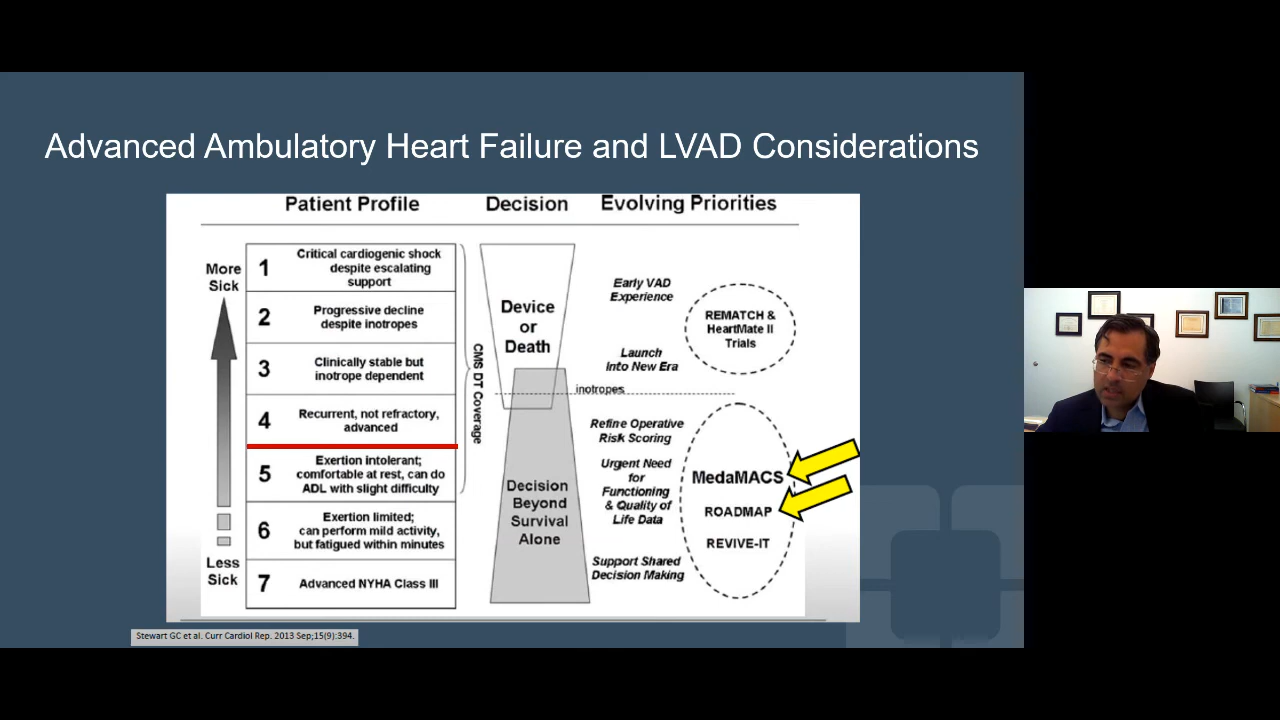 Advanced Ambulatory Heart Failure and LVAD Considerations
Patient Profile
Decision
Evolving Priorities
More
Sick
Less
Sick
1
Critical cardiogenic shock
despite escalating
support
2
Progressive decline
despite inotropes
3
Clinically stable but
inotrope dependent
4
Recurrent, not refractory,
advanced
5
Exertion intolerant;
comfortable at rest, can do
ADL with slight difficulty
6
Exertion limited;
can perform mild activity,
but fatigued within minutes
7
Advanced NYHA Class III
CMS DT Coverage
Device
or
Death
Decision
Beyond
Survival
Alone
Early VAD
Experience
Launch
Into New Era
inotropes
Refine Operative
Risk Scoring
Urgent Need
for
Functioning
& Quality of
Life Data
Support Shared
Decision Making
REMATCH &
HeartMate II
Trials
MedaMACS
ROADMAP
REVIVE-IT
Stewart GC et al. Curr Cardiol Rep. 2013 Sep;15(9):394.